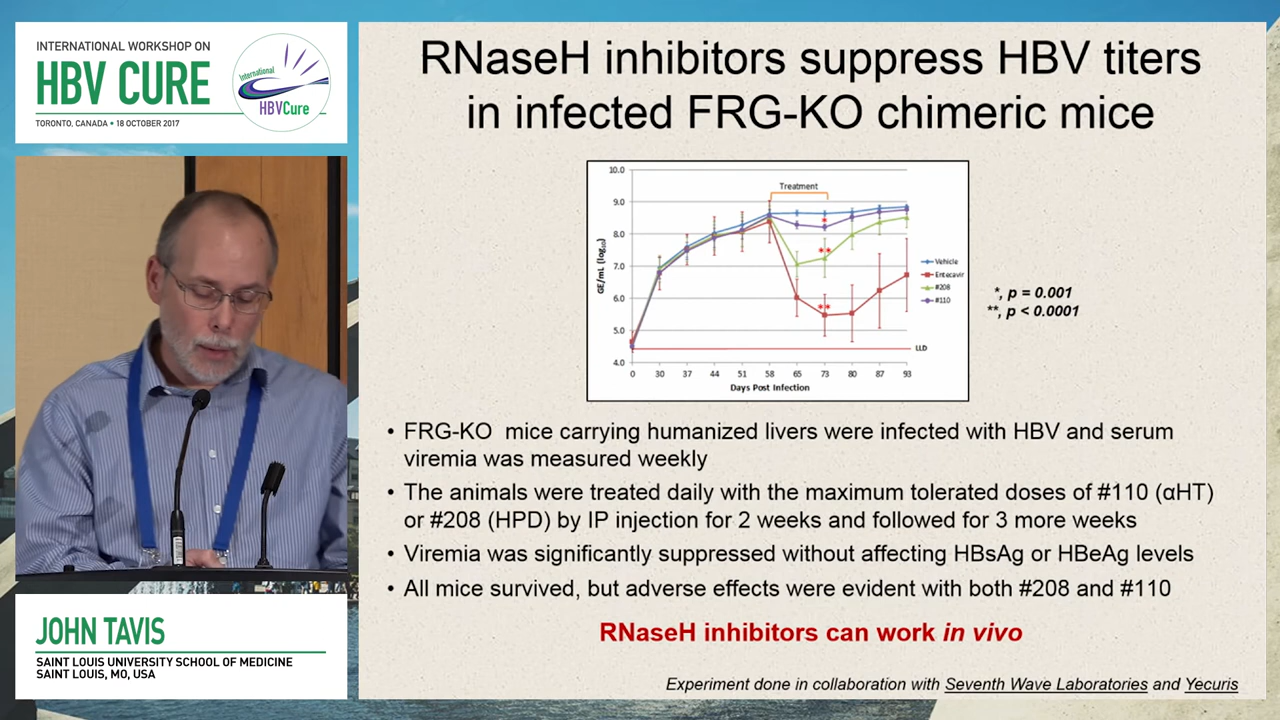 INTERNATIONAL WORKSHOP ON
HBV CURE
TORONTO, CANADA • 18 OCTOBER 2017
International
HBVCure
JOHN TAVIS
SAINT LOUIS UNIVERSITY SCHOOL OF MEDICINE
SAINT LOUIS, MO, USA
RNaseH inhibitors suppress HBV titers
in infected FRG-KO chimeric mice
10.0
9.0
8.0
7.0
6.0
5.0
4.0
GE/mL (log10)
Treatment
*
**
**
Vehicle
Entecavir
#208
#110
LLD
0 30 37 44 51 58 65 73 80 87 93
Days Post Infection
*, p = 0.001
**, p < 0.0001
• FRG-KO mice carrying humanized livers were infected with HBV and serum
viremia was measured weekly
• The animals were treated daily with the maximum tolerated doses of #110 (αHT)
or #208 (HPD) by IP injection for 2 weeks and followed for 3 more weeks
• Viremia was significantly suppressed without affecting HBsAg or HBeAg levels
• All mice survived, but adverse effects were evident with both #208 and #110
RNaseH inhibitors can work in vivo
Experiment done in collaboration with Seventh Wave Laboratories and Yecuris